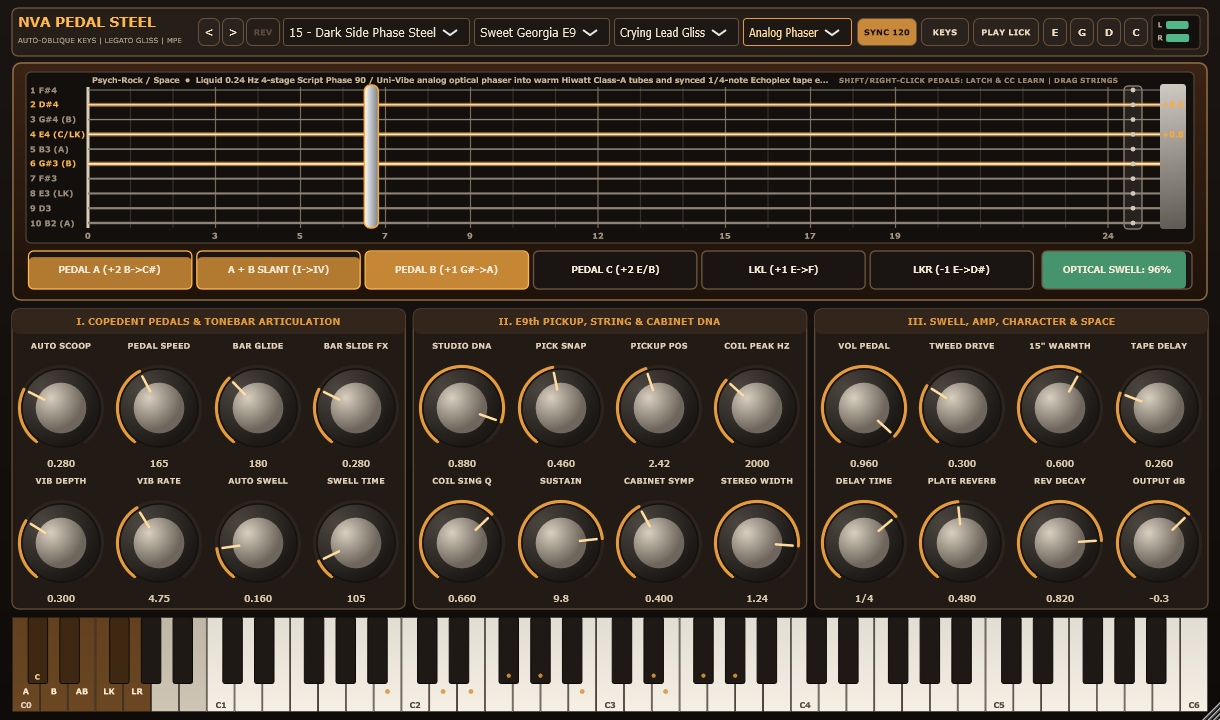 NVA PEDAL STEEL
AUTO-OBLIQUE KEYS | LEGATO GLISS | MPE
< > REV 15 - Dark Side Phase Steel Sweet Georgia E9 Crying Lead Gliss Analog Phaser SYNC 120 KEYS PLAY LICK E G D C L R
Psych-Rock / Space • Liquid 0.24 Hz 4-stage Script Phase 90 / Uni-Vibe analog optical phaser into warm Hiwatt Class-A tubes and synced 1/4-note Echoplex tape e... SHIFT/RIGHT-CLICK PEDALS: LATCH & CC LEARN | DRAG STRINGS
1 F#4
2 D#4
3 G#4 (B)
4 E4 (C/LK)
5 B3 (A)
6 G#3 (B)
7 F#3
8 E3 (LK)
9 D3
10 B2 (A)
0 3 5 7 9 12 15 17 19 24
PEDAL A (+2 B->C#) A + B SLANT (I->IV) PEDAL B (+1 G#->A) PEDAL C (+2 E/B) LKL (+1 E->F) LKR (-1 E->D#) OPTICAL SWELL: 96%
I. COPEDENT PEDALS & TONEBAR ARTICULATION
AUTO SCOOP PEDAL SPEED BAR GLIDE BAR SLIDE FX
0.280 165 180 0.280
VIB DEPTH VIB RATE AUTO SWELL SWELL TIME
0.300 4.75 0.160 105
II. E9th PICKUP, STRING & CABINET DNA
STUDIO DNA PICK SNAP PICKUP POS COIL PEAK HZ
0.880 0.460 2.42 2000
COIL SING Q SUSTAIN CABINET SYMP STEREO WIDTH
0.660 9.8 0.400 1.24
III. SWELL, AMP, CHARACTER & SPACE
VOL PEDAL TWEED DRIVE 15" WARMTH TAPE DELAY
0.960 0.300 0.600 0.260
DELAY TIME PLATE REVERB REV DECAY OUTPUT dB
1/4 0.480 0.820 -0.3
C
A B AB LK LR
C0 C1 C2 C3 C4 C5 C6